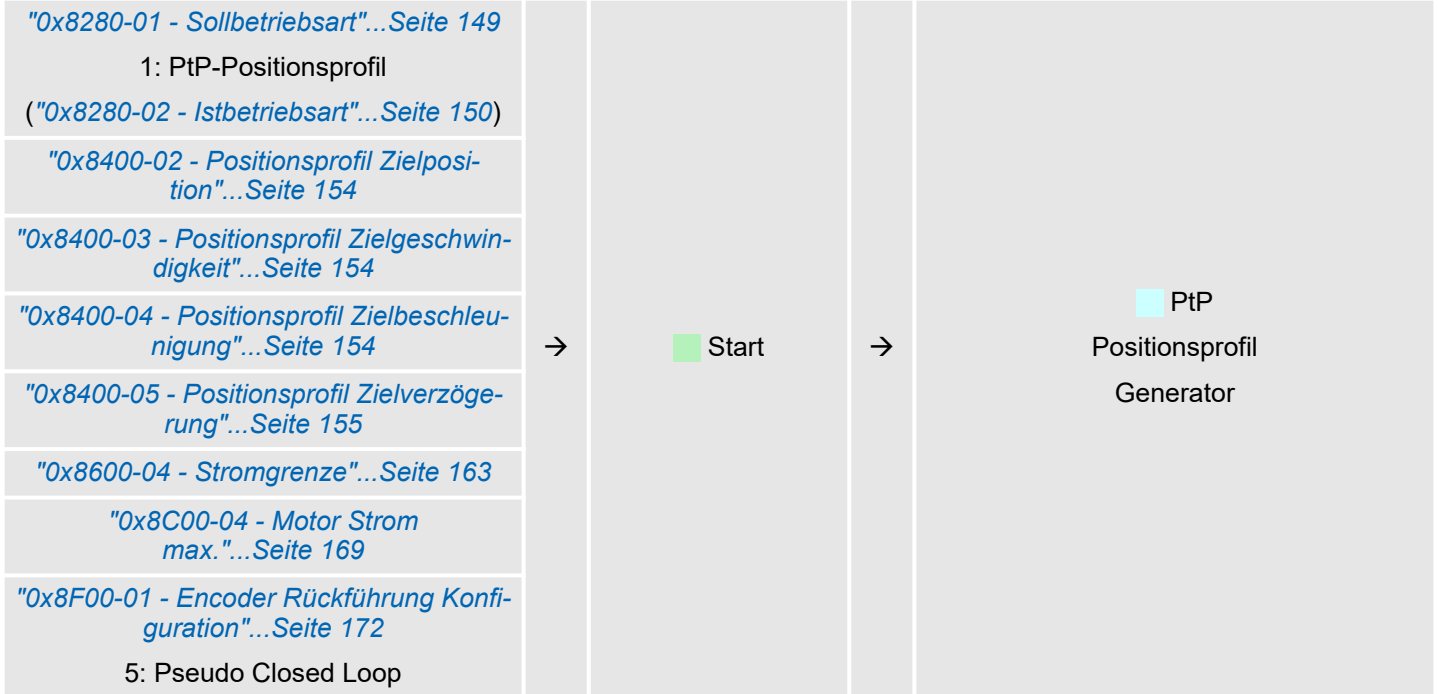 "0x8280-01 - Sollbetriebsart"...Seite 149
1: PtP-Positionsprofil
("0x8280-02 - Istbetriebsart"...Seite 150)
"0x8400-02 - Positionsprofil Zielposi-
tion"...Seite 154
"0x8400-03 - Positionsprofil Zielgeschwin-
digkeit"...Seite 154
"0x8400-04 - Positionsprofil Zielbeschleu-
nigung"...Seite 154
"0x8400-05 - Positionsprofil Zielverzöge-
rung"...Seite 155
"0x8600-04 - Stromgrenze"...Seite 163
"0x8C00-04 - Motor Strom
max."...Seite 169
"0x8F00-01 - Encoder Rückführung Konfi-
guration"...Seite 172
5: Pseudo Closed Loop
→
Start
→
PtP
Positionsprofil
Generator